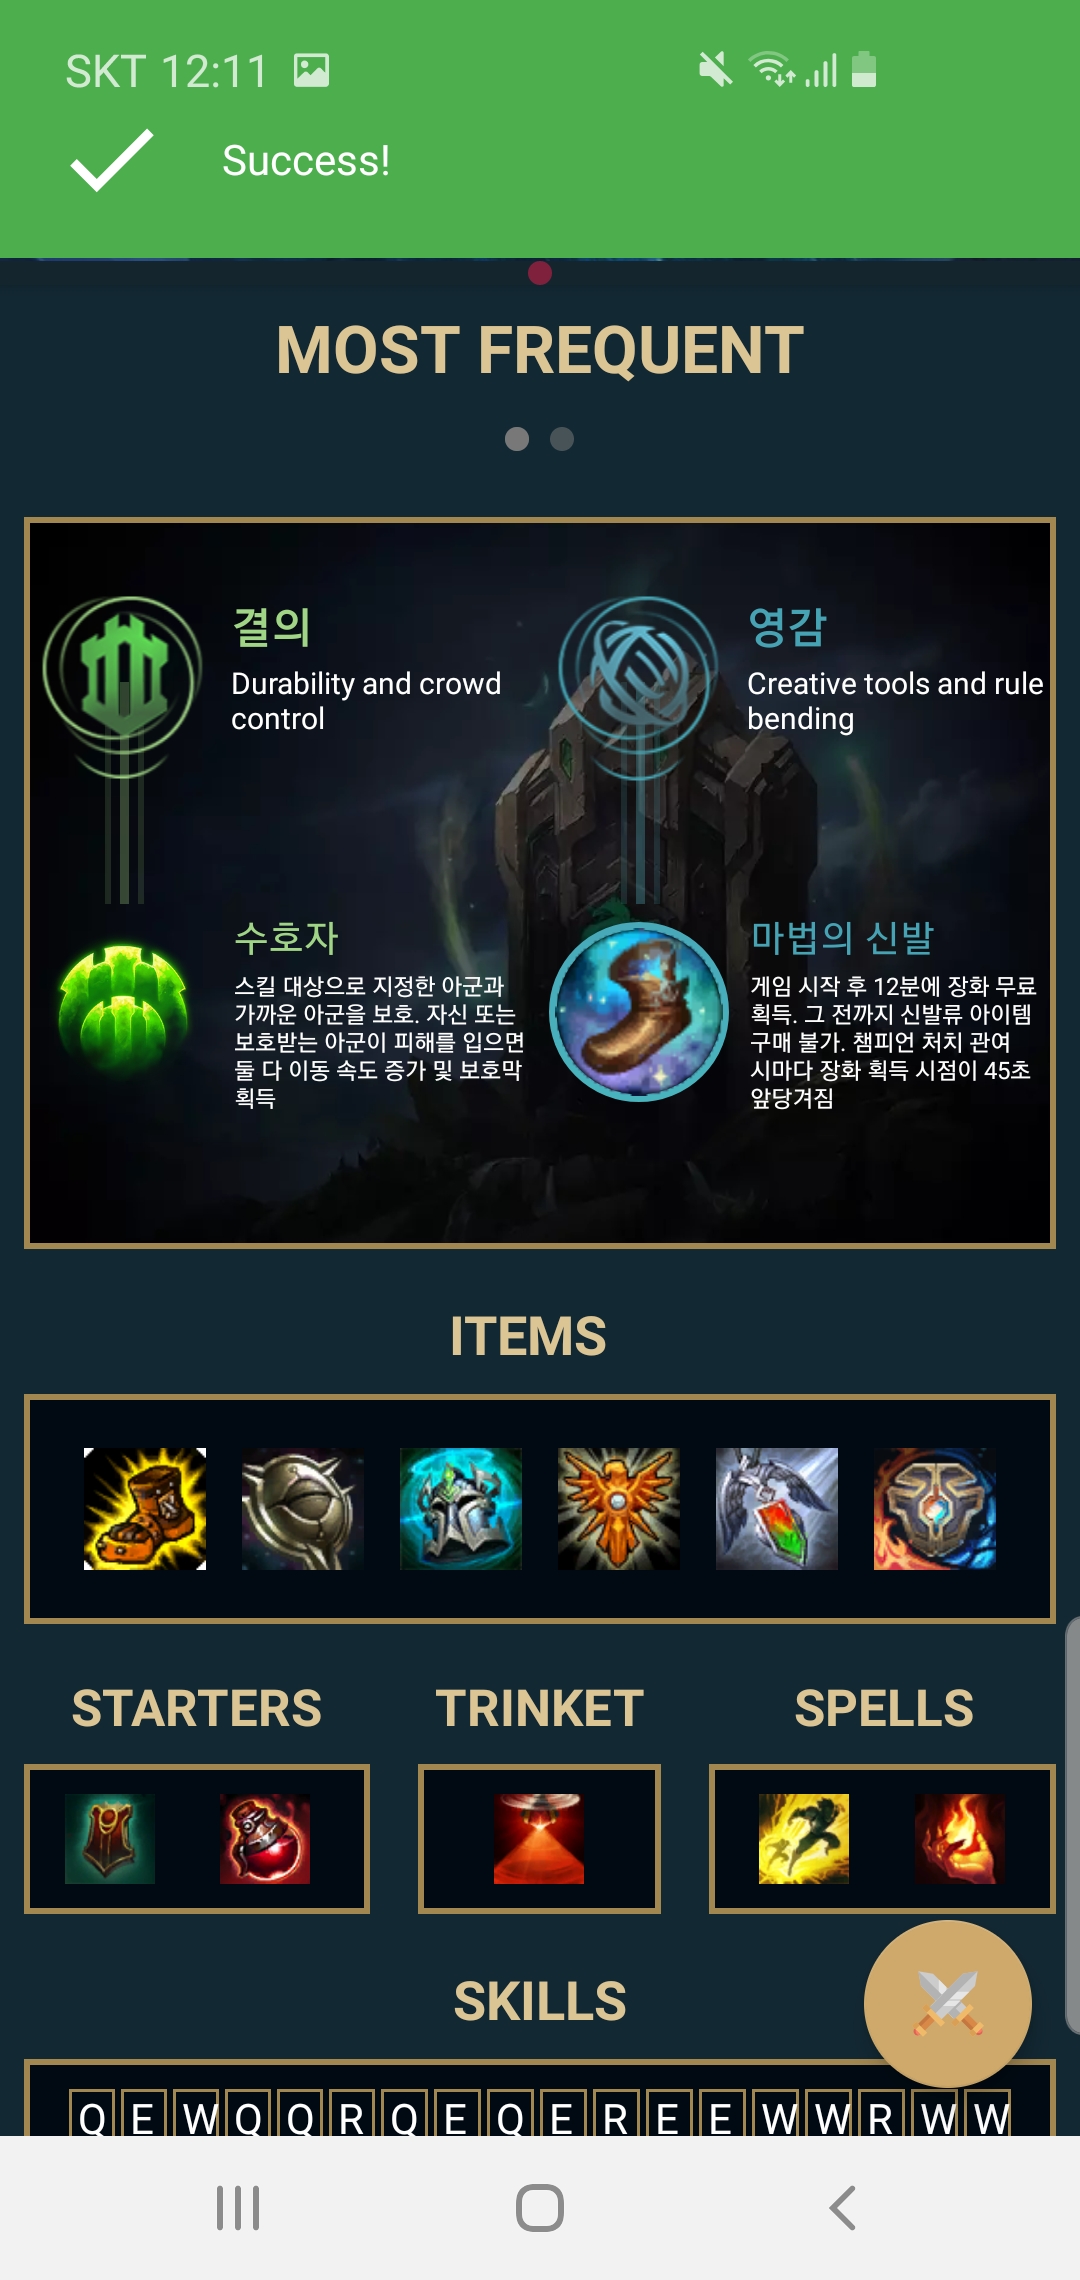 SKT 12:11
Success!
MOST FREQUENT
결의
Durability and crowd
control
영감
Creative tools and rule
bending
수호자
스킬 대상으로 지정한 아군과
가까운 아군을 보호. 자신 또는
보호받는 아군이 피해를 입으면
둘 다 이동 속도 증가 및 보호막
획득
마법의 신발
게임 시작 후 12분에 장화 무료
획득. 그 전까지 신발류 아이템
구매 불가. 챔피언 처치 관여
시마다 장화 획득 시점이 45초
앞당겨짐
ITEMS
STARTERS
TRINKET
SPELLS
SKILLS
Q E W Q Q R Q E Q E R E E W W R W W